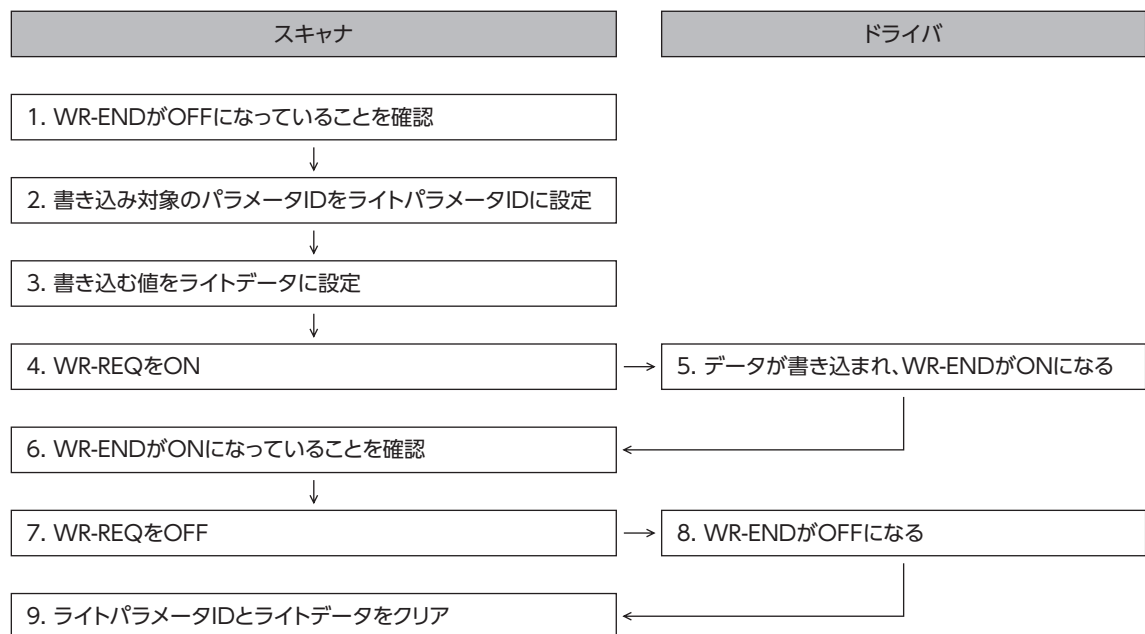 スキャナ
ドライバ
1. WR-ENDがOFFになっていることを確認
2. 書き込み対象のパラメータIDをライトパラメータIDに設定
3. 書き込む値をライトデータに設定
4. WR-REQをON
5. データが書き込まれ、WR-ENDがONになる
6. WR-ENDがONになっていることを確認
7. WR-REQをOFF
8. WR-ENDがOFFになる
9. ライトパラメータIDとライトデータをクリア